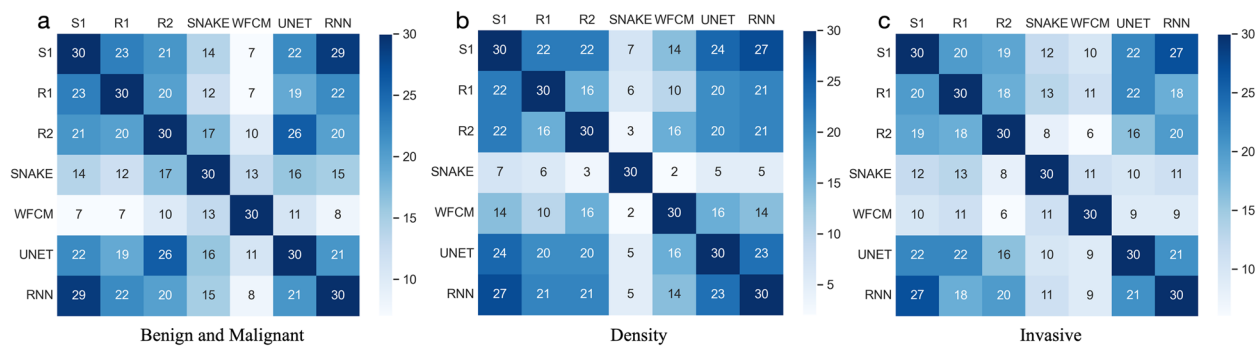 a S1 R1 R2 SNAKE WFCM UNET RNN
S1 30 23 21 14 7 22 29
R1 23 30 20 12 7 19 22
R2 21 20 30 17 10 26 20
SNAKE 14 12 17 30 13 16 15
WFCM 7 7 10 13 30 11 8
UNET 22 19 26 16 11 30 21
RNN 29 22 20 15 8 21 30
30
25
20
15
10
Benign and Malignant
b S1 R1 R2 SNAKE WFCM UNET RNN
S1 30 22 22 7 14 24 27
R1 22 30 16 6 10 20 21
R2 22 16 30 3 16 20 21
SNAKE 7 6 3 30 2 5 5
WFCM 14 10 16 2 30 16 14
UNET 24 20 20 5 16 30 23
RNN 27 21 21 5 14 23 30
30
25
20
15
10
5
Density
c S1 R1 R2 SNAKE WFCM UNET RNN
S1 30 20 19 12 10 22 27
R1 20 30 18 13 11 22 18
R2 19 18 30 8 6 16 20
SNAKE 12 13 8 30 11 10 11
WFCM 10 11 6 11 30 9 9
UNET 22 22 16 10 9 30 21
RNN 27 18 20 11 9 21 30
30
25
20
15
10
Invasive